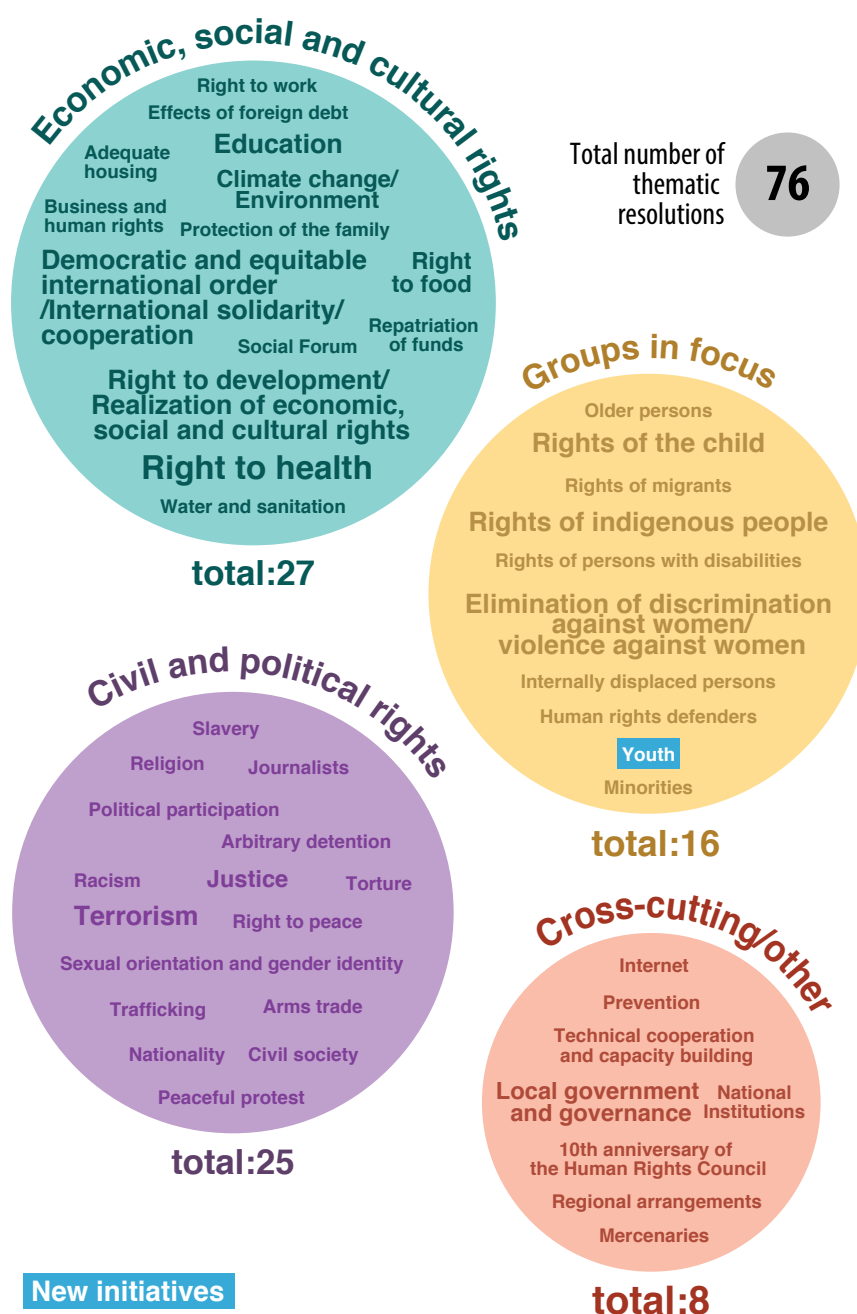 Economic, social and cultural rights
Right to work
Effects of foreign debt
Adequate
housing
Education
Climate change/
Environment
Business and
human rights
Protection of the family
Democratic and equitable
international order
/International solidarity/
cooperation
Right
to food
Social Forum
Repatriation
of funds
Right to development/
Realization of economic,
social and cultural rights
Right to health
Water and sanitation
total:27
Total number of
thematic
resolutions
76
Groups in focus
Older persons
Rights of the child
Rights of migrants
Rights of indigenous people
Rights of persons with disabilities
Elimination of discrimination
against women/
violence against women
Internally displaced persons
Human rights defenders
Youth
Minorities
total:16
Civil and political rights
Slavery
Religion
Journalists
Political participation
Arbitrary detention
Racism
Justice
Torture
Terrorism
Right to peace
Sexual orientation and gender identity
Trafficking
Arms trade
Nationality
Civil society
Peaceful protest
total:25
Cross-cutting/other
Internet
Prevention
Technical cooperation
and capacity building
Local government
and governance
National
Institutions
10th anniversary of
the Human Rights Council
Regional arrangements
Mercenaries
total:8
New initiatives